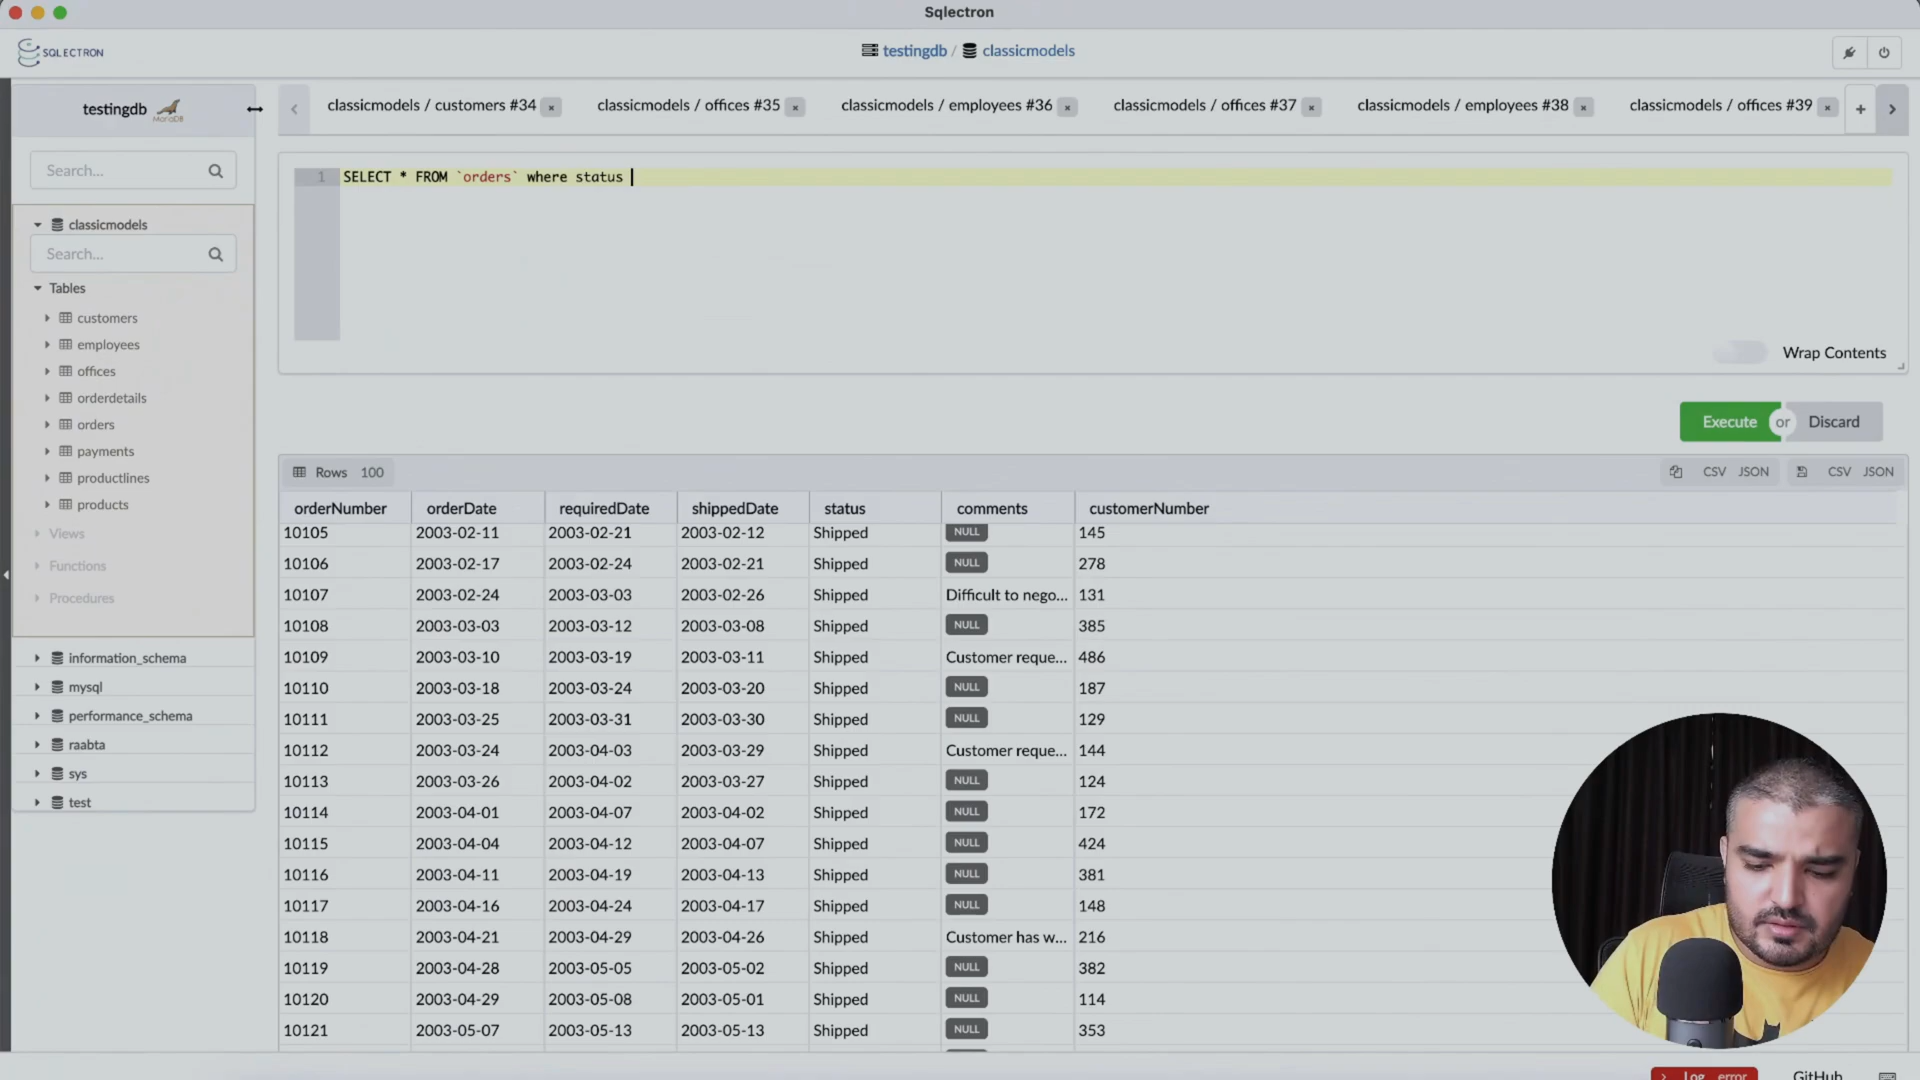 Sqlectron
SQLECTRON
testingdb / classicmodels
testingdb
MariaDB
classicmodels / customers #34
classicmodels / offices #35
classicmodels / employees #36
classicmodels / offices #37
classicmodels / employees #38
classicmodels / offices #39
+
Search...
1 SELECT * FROM `orders` where status
classicmodels
Search...
Tables
customers
employees
offices
orderdetails
orders
payments
productlines
products
Views
Functions
Procedures
information_schema
mysql
performance_schema
raabta
sys
test
Wrap Contents
Execute or Discard
Rows 100
CSV JSON CSV JSON
orderNumber orderDate requiredDate shippedDate status comments customerNumber
10105 2003-02-11 2003-02-21 2003-02-12 Shipped NULL 145
10106 2003-02-17 2003-02-24 2003-02-21 Shipped NULL 278
10107 2003-02-24 2003-03-03 2003-02-26 Shipped Difficult to nego... 131
10108 2003-03-03 2003-03-12 2003-03-08 Shipped NULL 385
10109 2003-03-10 2003-03-19 2003-03-11 Shipped Customer reque... 486
10110 2003-03-18 2003-03-24 2003-03-20 Shipped NULL 187
10111 2003-03-25 2003-03-31 2003-03-30 Shipped NULL 129
10112 2003-03-24 2003-04-03 2003-03-29 Shipped Customer reque... 144
10113 2003-03-26 2003-04-02 2003-03-27 Shipped NULL 124
10114 2003-04-01 2003-04-07 2003-04-02 Shipped NULL 172
10115 2003-04-04 2003-04-12 2003-04-07 Shipped NULL 424
10116 2003-04-11 2003-04-19 2003-04-13 Shipped NULL 381
10117 2003-04-16 2003-04-24 2003-04-17 Shipped NULL 148
10118 2003-04-21 2003-04-29 2003-04-26 Shipped Customer has w... 216
10119 2003-04-28 2003-05-05 2003-05-02 Shipped NULL 382
10120 2003-04-29 2003-05-08 2003-05-01 Shipped NULL 114
10121 2003-05-07 2003-05-13 2003-05-13 Shipped NULL 353
Log error
GitHub